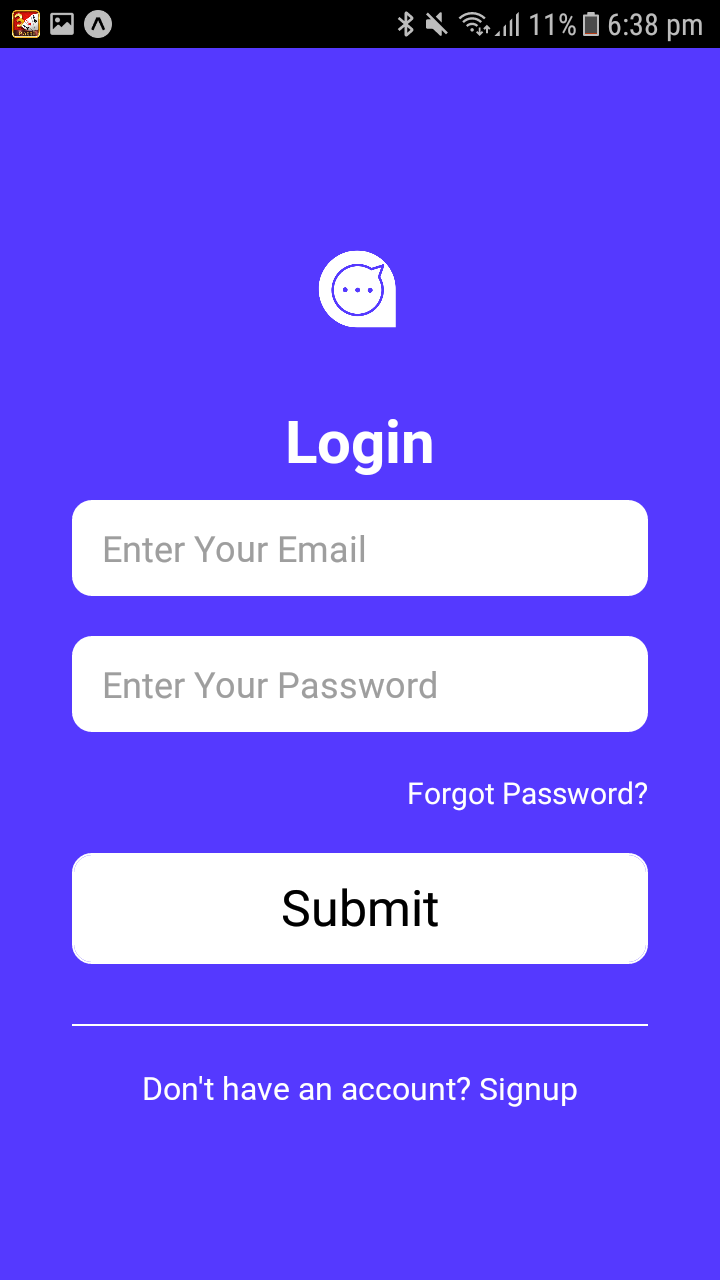 11% 6:38 pm
Login
Enter Your Email
Enter Your Password
Forgot Password?
Submit
Don't have an account? Signup